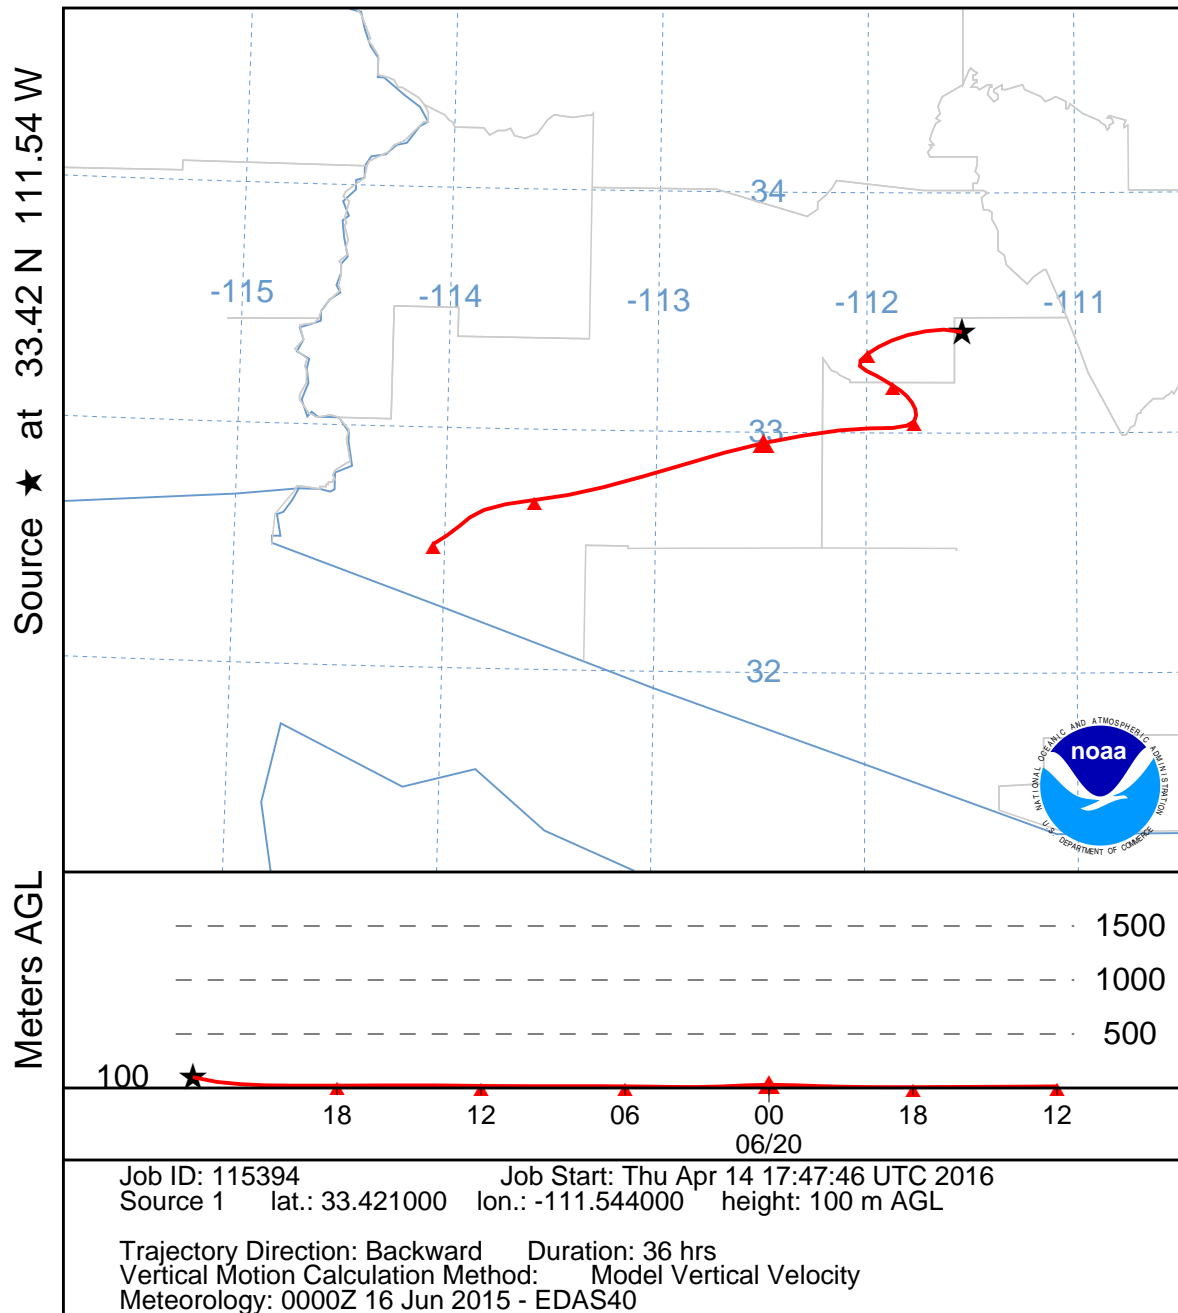 Source ★ at 33.42 N 111.54 W
34
-115
-114
-113
-112
-111
33
32
NATIONAL OCEANIC AND ATMOSPHERIC ADMINISTRATION
noaa
U.S. DEPARTMENT OF COMMERCE
Meters AGL
1500
1000
500
100
18 12 06 00 18 12
06/20
Job ID: 115394 Job Start: Thu Apr 14 17:47:46 UTC 2016
Source 1 lat.: 33.421000 lon.: -111.544000 height: 100 m AGL
Trajectory Direction: Backward Duration: 36 hrs
Vertical Motion Calculation Method: Model Vertical Velocity
Meteorology: 0000Z 16 Jun 2015 - EDAS40